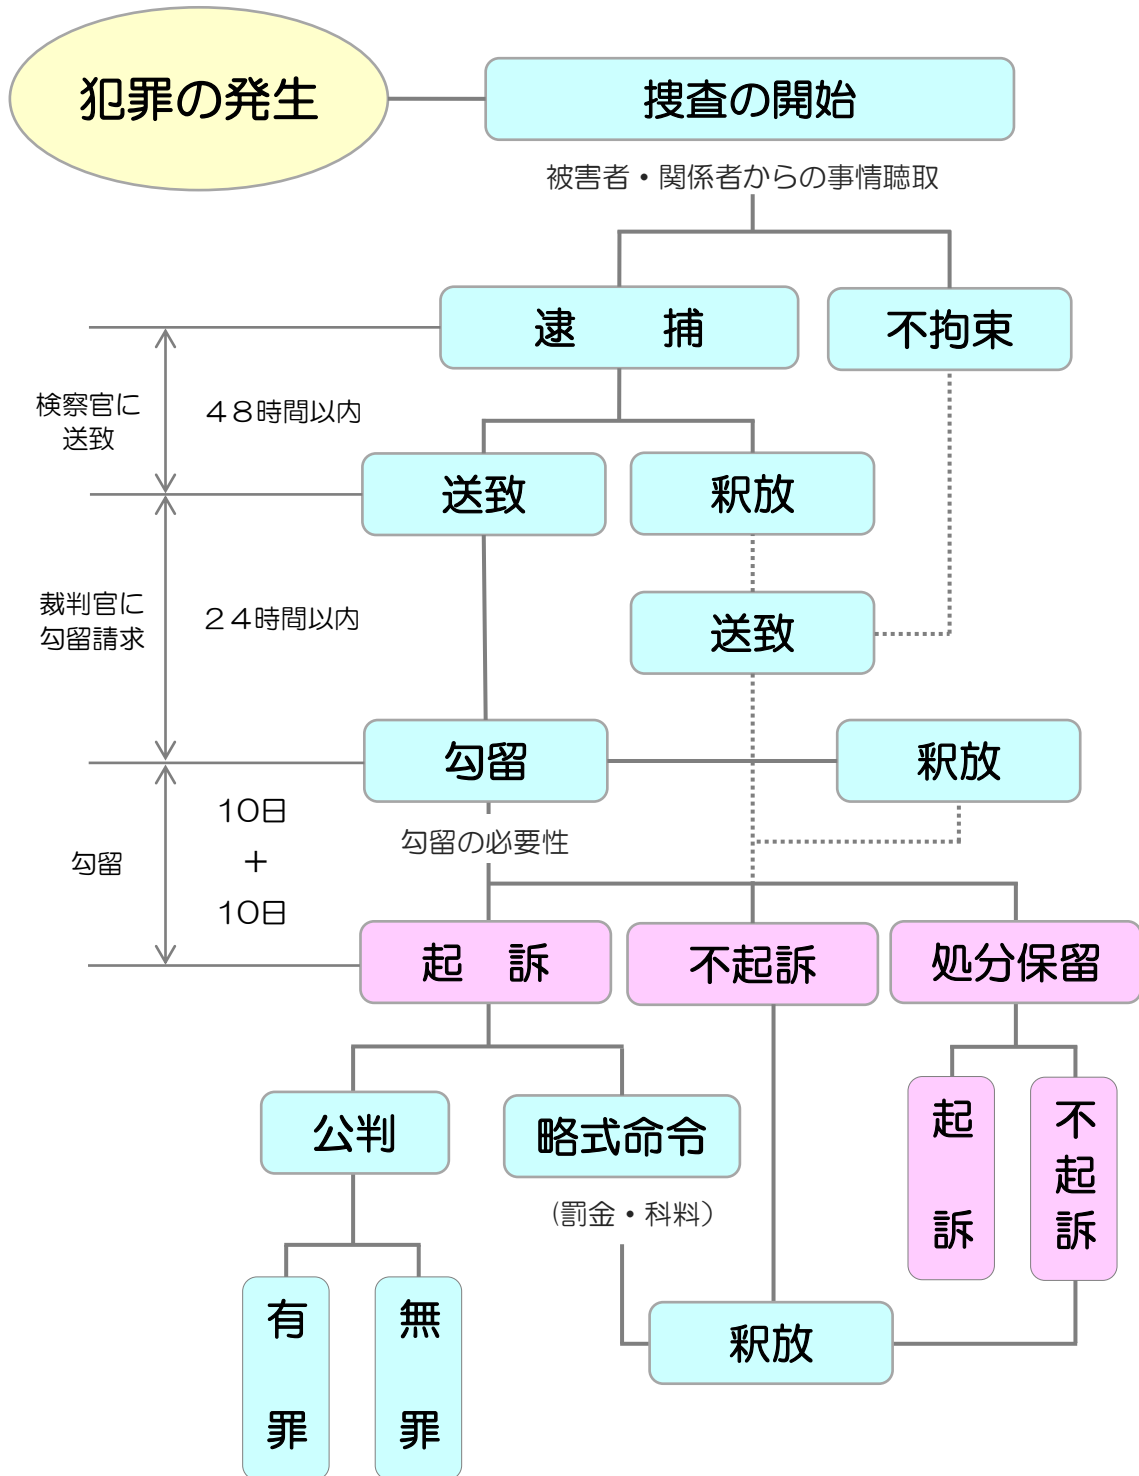 犯罪の発生
捜査の開始
被害者・関係者からの事情聴取
逮 捕
不拘束
検察官に
送致
４８時間以内
送致
釈放
裁判官に
勾留請求
２４時間以内
送致
勾留
釈放
勾留
10日
＋
10日
勾留の必要性
起 訴
不起訴
処分保留
公判
略式命令
(罰金・科料）
起訴
不起訴
有罪
無罪
釈放